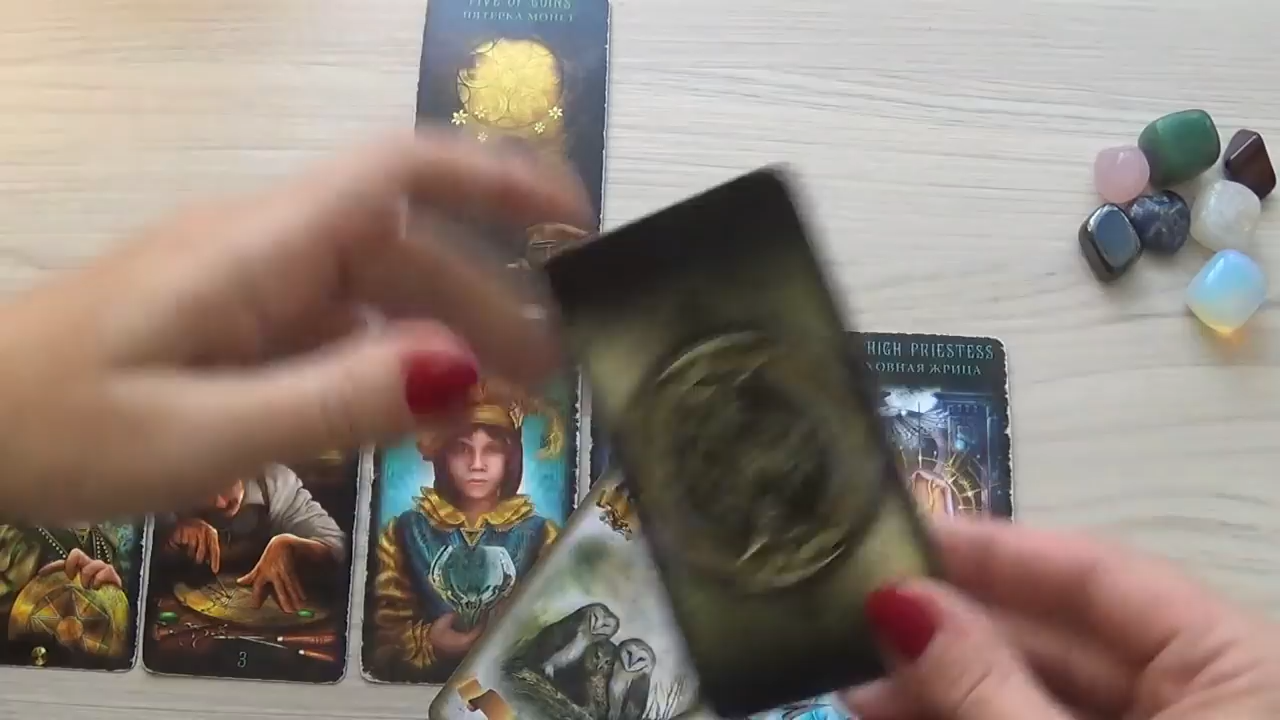 FIVE OF COINS
ПЯТЕРКА МОНЕТ
HIGH PRIESTESS
ХОВНАЯ ЖРИЦА
3